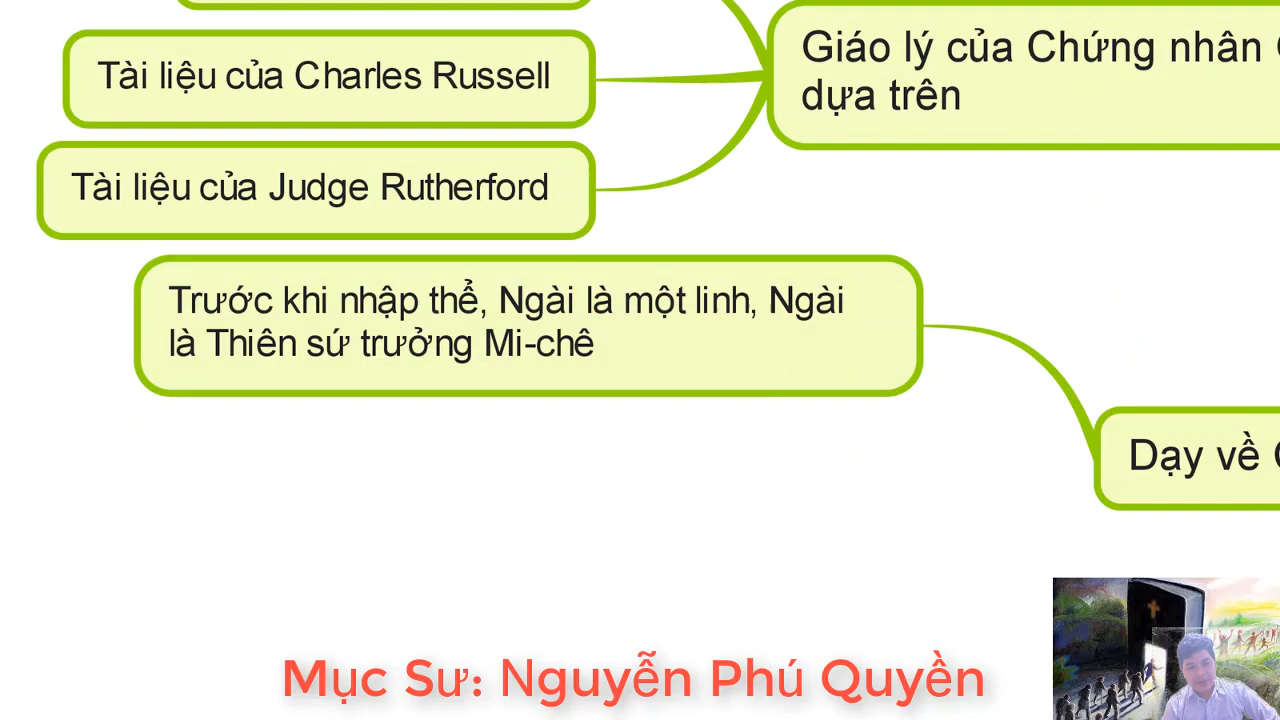 Tài liệu của Charles Russell
Giáo lý của Chứng nhân
dựa trên
Tài liệu của Judge Rutherford
Trước khi nhập thể, Ngài là một linh, Ngài
là Thiên sứ trưởng Mi-chê
Dạy về
Mục Sư: Nguyễn Phú Quyền